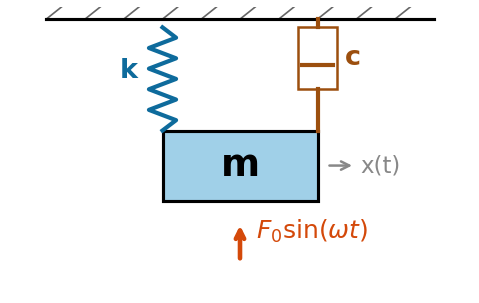 k
c
m
x(t)
F₀sin(ωt)